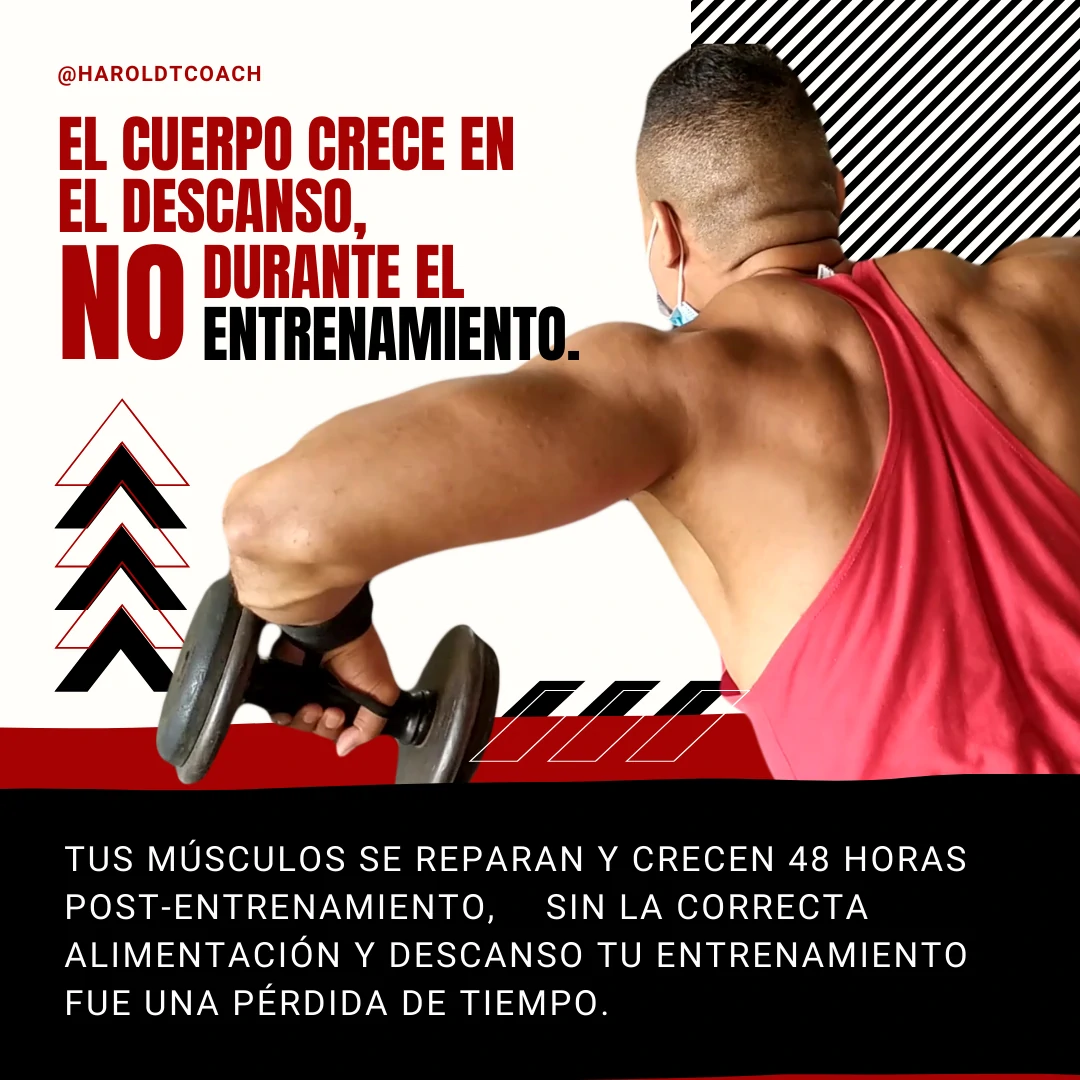 @HAROLDTCOACH
EL CUERPO CRECE EN
EL DESCANSO,
NO DURANTE EL
ENTRENAMIENTO.
TUS MÚSCULOS SE REPARAN Y CRECEN 48 HORAS
POST-ENTRENAMIENTO, SIN LA CORRECTA
ALIMENTACIÓN Y DESCANSO TU ENTRENAMIENTO
FUE UNA PÉRDIDA DE TIEMPO.